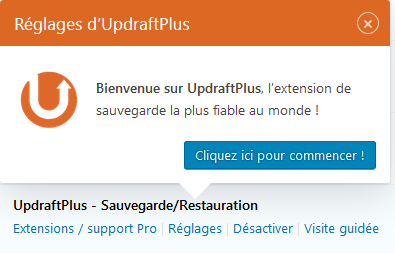 Réglages d’UpdraftPlus
Bienvenue sur UpdraftPlus, l’extension de
sauvegarde la plus fiable au monde !
Cliquez ici pour commencer !
UpdraftPlus - Sauvegarde/Restauration
Extensions / support Pro | Réglages | Désactiver | Visite guidée